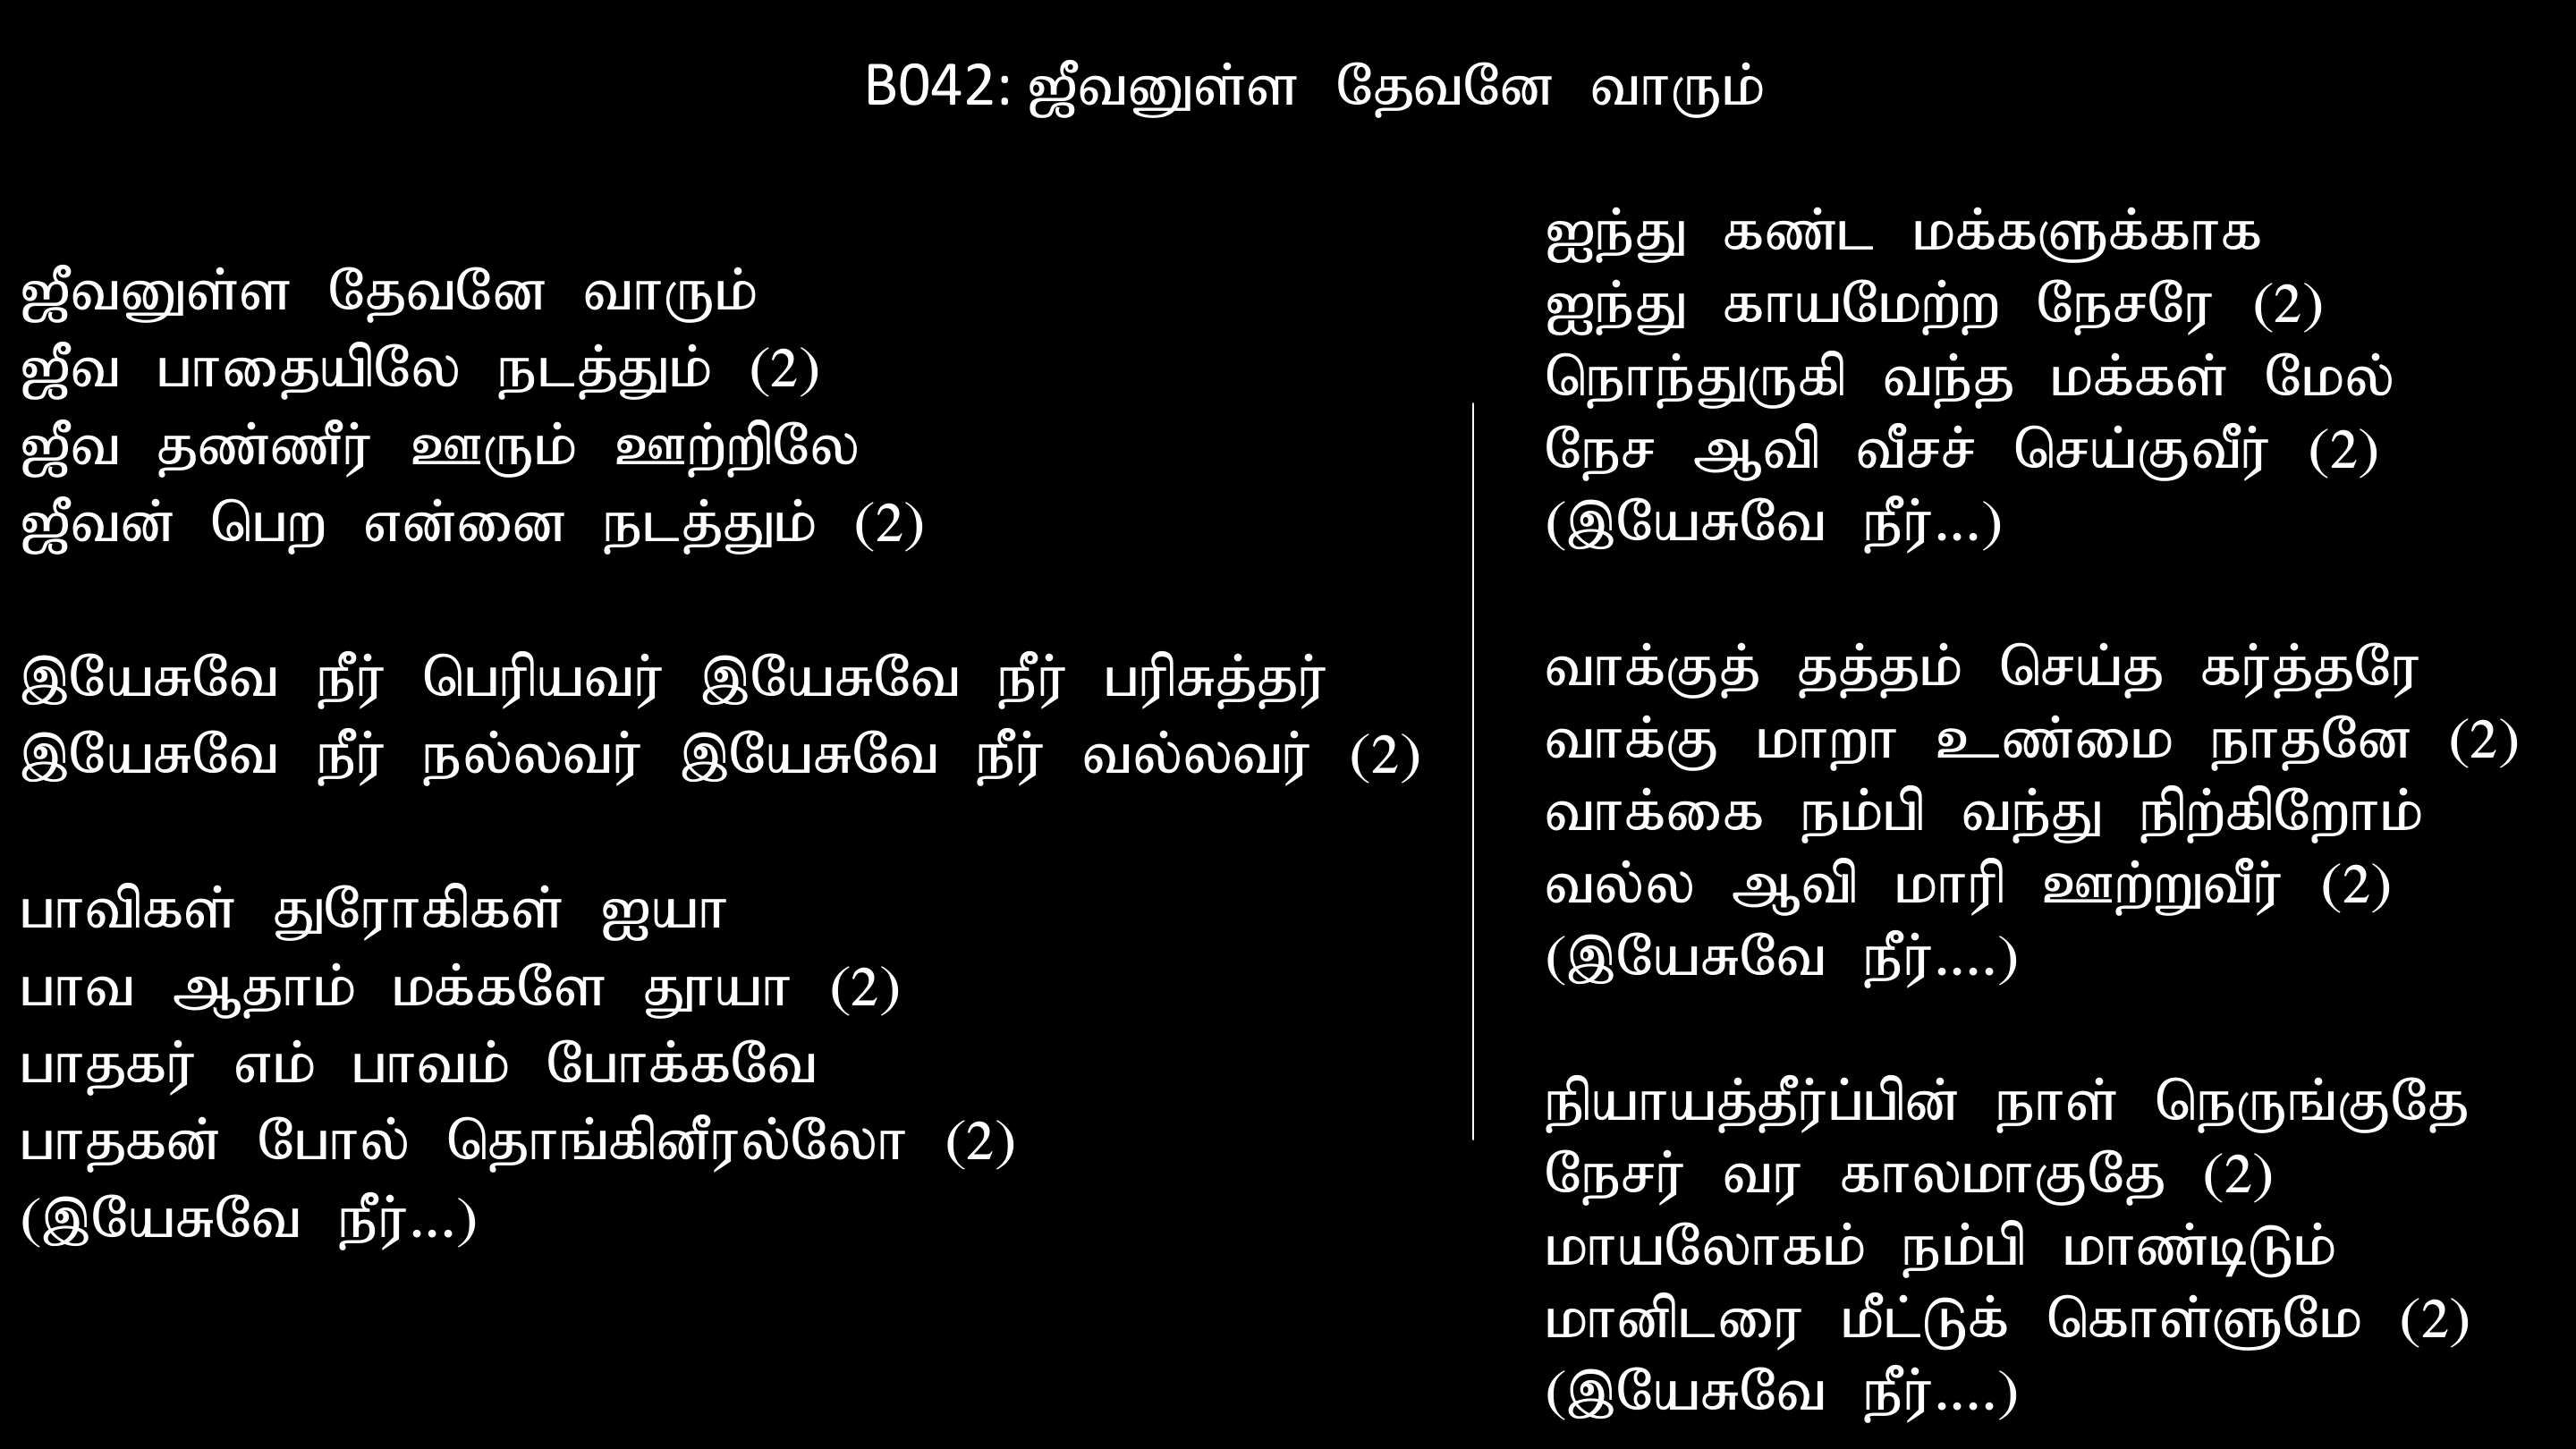 B042: ஜீவனுள்ள தேவனே வாரும்
ஜீவனுள்ள தேவனே வாரும்
ஜீவ பாதையிலே நடத்தும் (2)
ஜீவ தண்ணீர் ஊரும் ஊற்றிலே
ஜீவன் பெற என்னை நடத்தும் (2)
இயேசுவே நீர் பெரியவர் இயேசுவே நீர் பரிசுத்தர்
இயேசுவே நீர் நல்லவர் இயேசுவே நீர் வல்லவர் (2)
பாவிகள் துரோகிகள் ஐயா
பாவ ஆதாம் மக்களே தூயா (2)
பாதகர் எம் பாவம் போக்கவே
பாதகன் போல் தொங்கினீரல்லோ (2)
(இயேசுவே நீர்...)
ஐந்து கண்ட மக்களுக்காக
ஐந்து காயமேற்ற நேசரே (2)
நொந்துருகி வந்த மக்கள் மேல்
நேச ஆவி வீசச் செய்குவீர் (2)
(இயேசுவே நீர்...)
வாக்குத் தத்தம் செய்த கர்த்தரே
வாக்கு மாறா உண்மை நாதனே (2)
வாக்கை நம்பி வந்து நிற்கிறோம்
வல்ல ஆவி மாரி ஊற்றுவீர் (2)
(இயேசுவே நீர்....)
நியாயத்தீர்ப்பின் நாள் நெருங்குதே
நேசர் வர காலமாகுதே (2)
மாயலோகம் நம்பி மாண்டிடும்
மானிடரை மீட்டுக் கொள்ளுமே (2)
(இயேசுவே நீர்....)